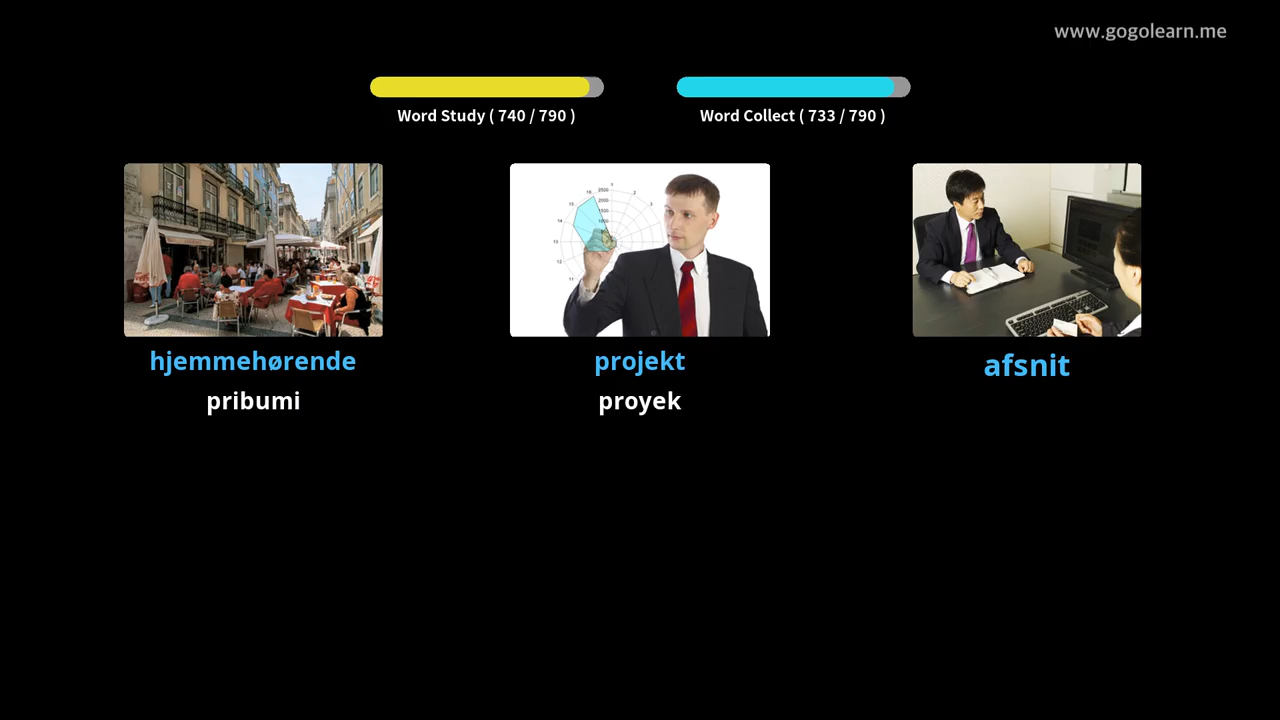 www.gogolearn.me
Word Study ( 740 / 790 )
Word Collect ( 733 / 790 )
hjemmehørende
projekt
afsnit
pribumi
proyek